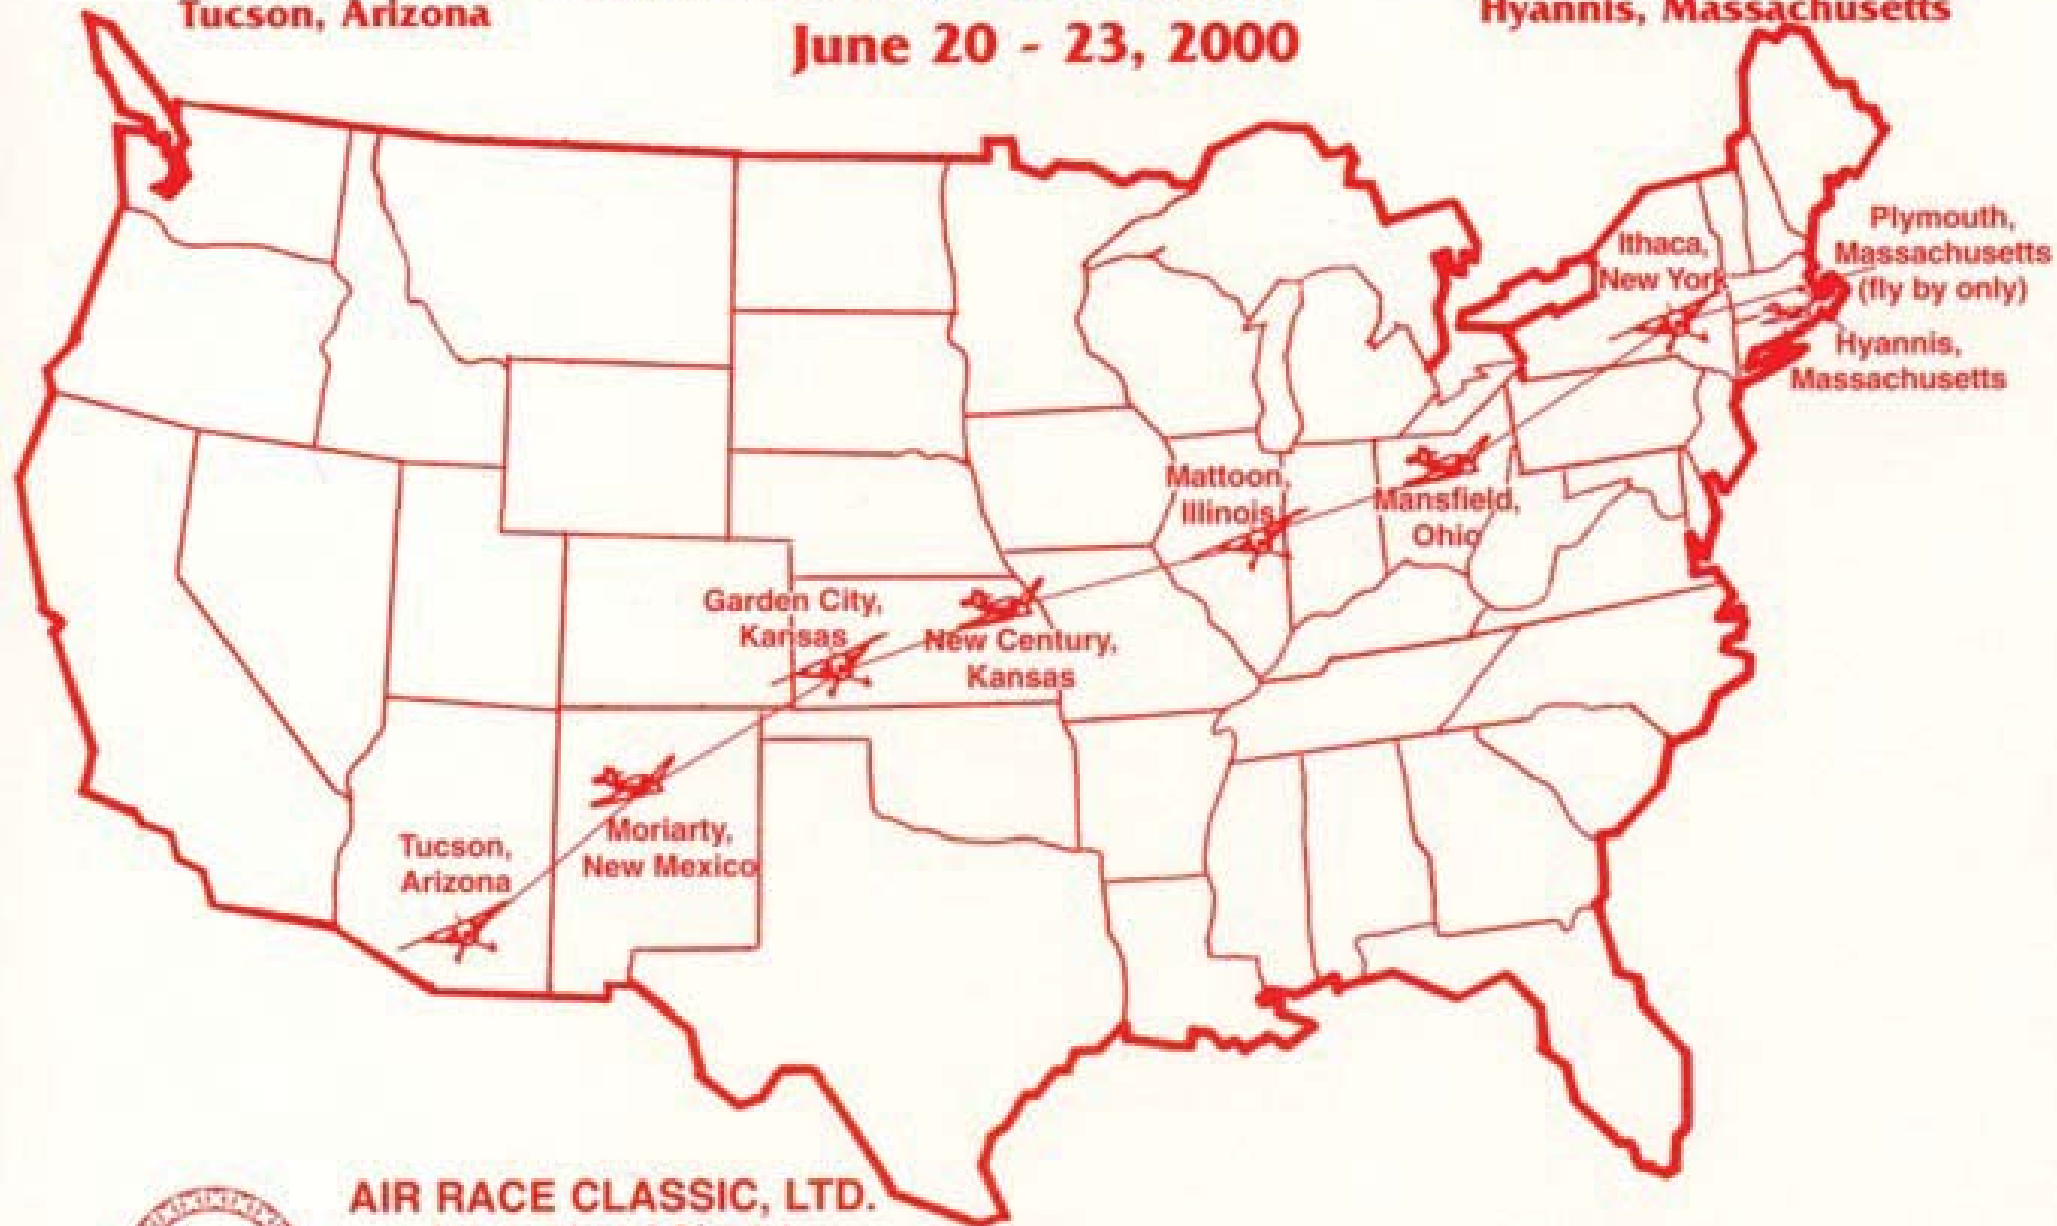 Tucson, Arizona
Hyannis, Massachusetts
June 20 - 23, 2000
Plymouth,
Massachusetts
(fly by only)
Ithaca,
New York
Hyannis,
Massachusetts
Mattoon,
Illinois
Mansfield,
Ohio
Garden City,
Kansas
New Century,
Kansas
Moriarty,
New Mexico
Tucson,
Arizona
AIR RACE CLASSIC, LTD.